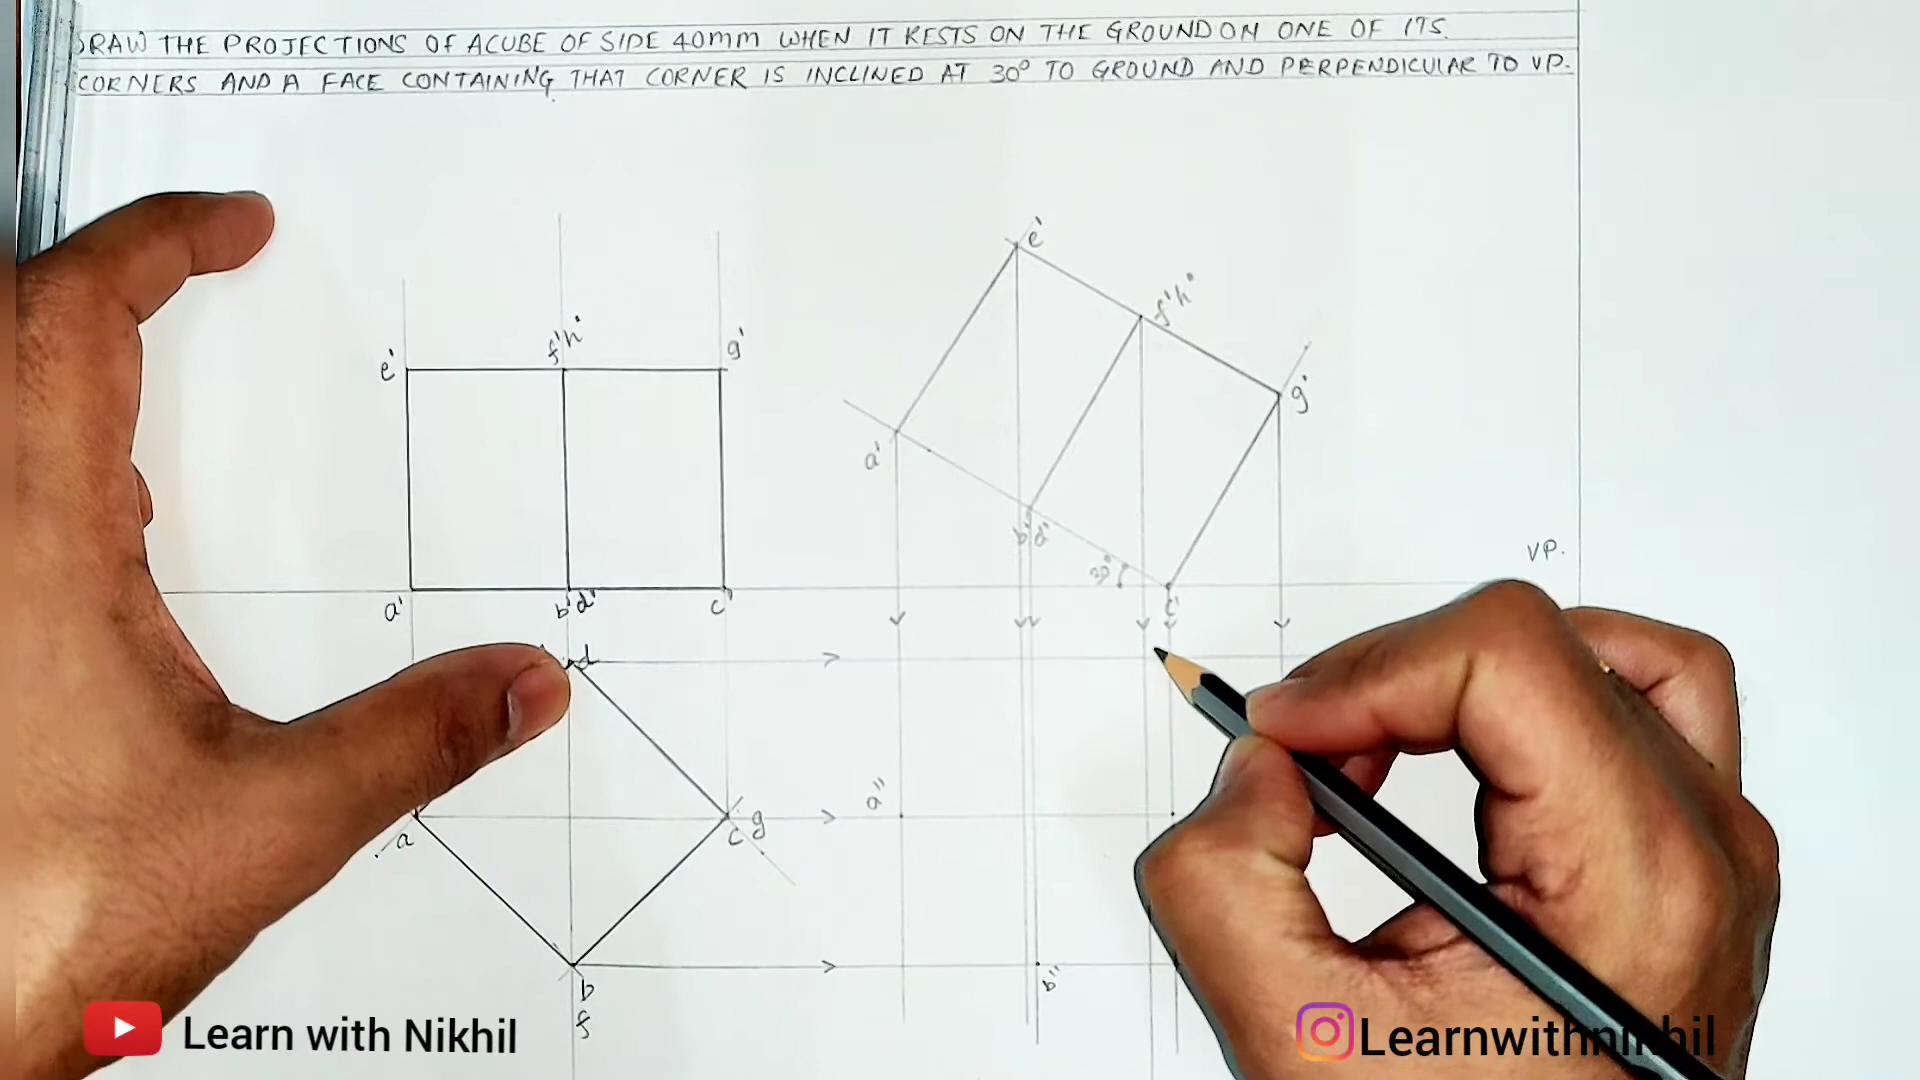 DRAW THE PROJECTIONS OF A CUBE OF SIDE 40mm WHEN IT RESTS ON THE GROUND ON ONE OF ITS.
CORNERS AND A FACE CONTAINING THAT CORNER IS INCLINED AT 30° TO GROUND AND PERPENDICULAR TO VP.
e'
f'h'
g'
e'
f'h'
g'
a'
b'd'
30°
c'
VP.
a'
b'd'
c'
d
a''
a
c g
b
f
b''
Learn with Nikhil
Learnwithnikhil